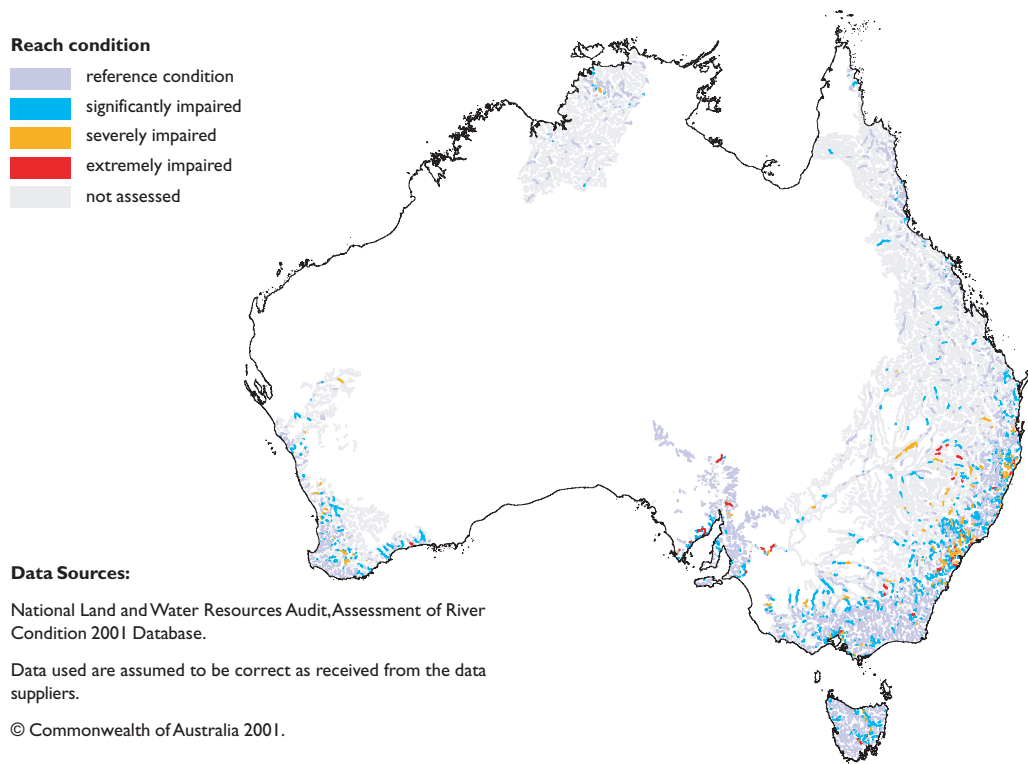 Reach condition
reference condition
significantly impaired
severely impaired
extremely impaired
not assessed
Data Sources:
National Land and Water Resources Audit, Assessment of River
Condition 2001 Database.
Data used are assumed to be correct as received from the data
suppliers.
© Commonwealth of Australia 2001.